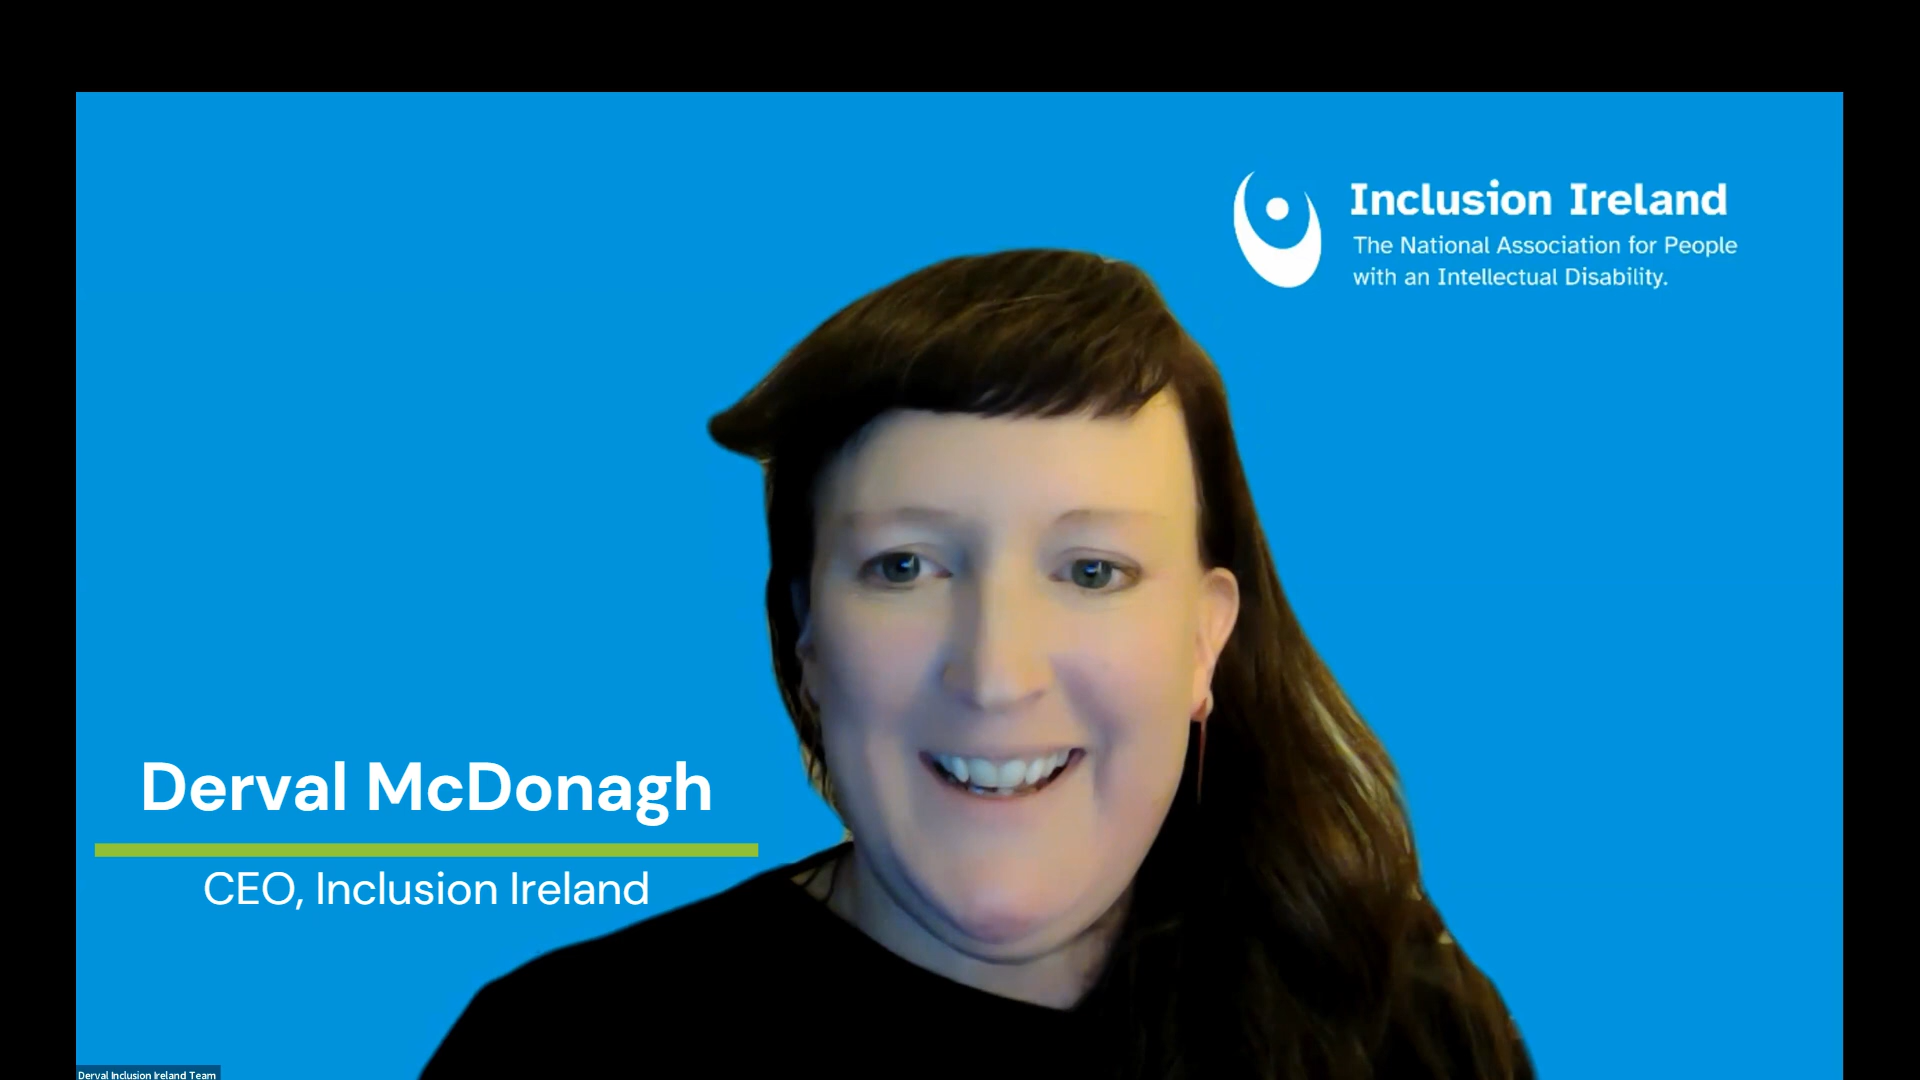 Inclusion Ireland
The National Association for People
with an Intellectual Disability.
Derval McDonagh
CEO, Inclusion Ireland
Derval Inclusion Ireland Team